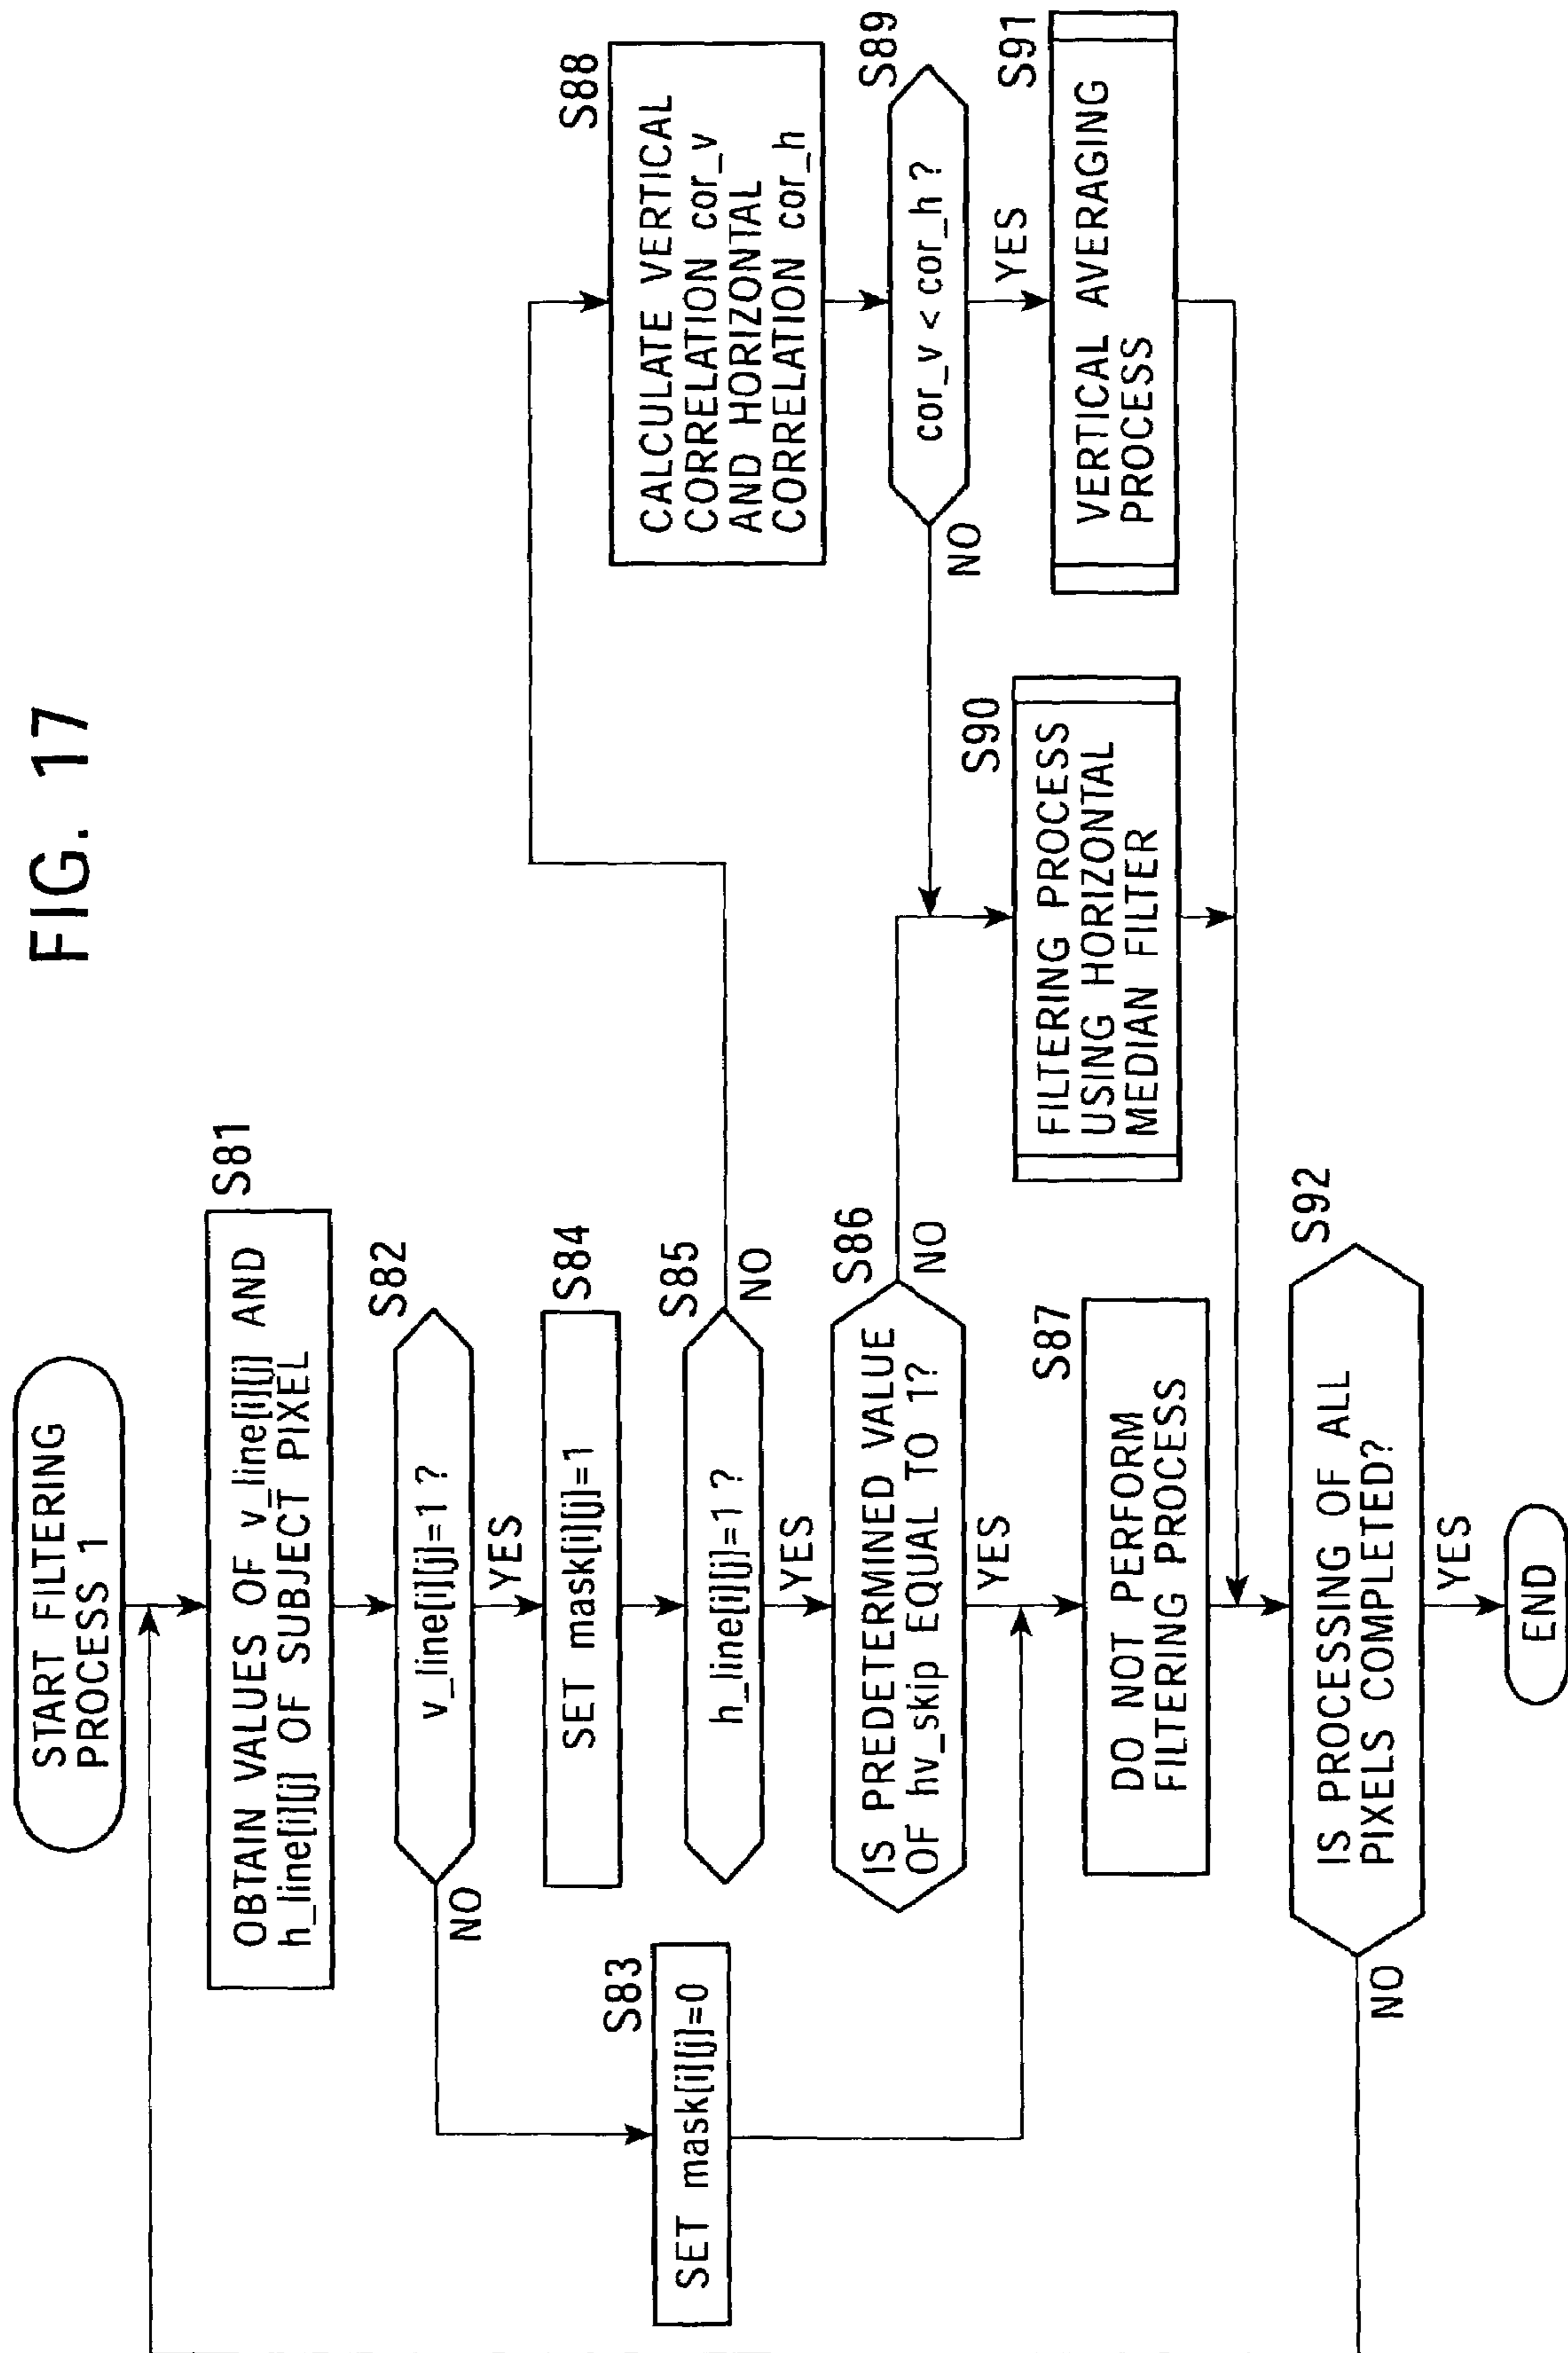 FIG. 17
START FILTERING
PROCESS 1
S81
OBTAIN VALUES OF v_line[i][j] AND
h_line[i][j] OF SUBJECT PIXEL
S82
v_line[i][j]=1 ?
NO
YES
S83
SET mask[i][j]=0
S84
SET mask[i][j]=1
S85
h_line[i][j]=1 ?
NO
YES
S86
IS PREDETERMINED VALUE
OF hv_skip EQUAL TO 1?
NO
YES
S87
DO NOT PERFORM
FILTERING PROCESS
S88
CALCULATE VERTICAL
CORRELATION cor_v
AND HORIZONTAL
CORRELATION cor_h
S89
cor_v < cor_h ?
NO
YES
S90
FILTERING PROCESS
USING HORIZONTAL
MEDIAN FILTER
S91
VERTICAL AVERAGING
PROCESS
S92
IS PROCESSING OF ALL
PIXELS COMPLETED?
NO
YES
END